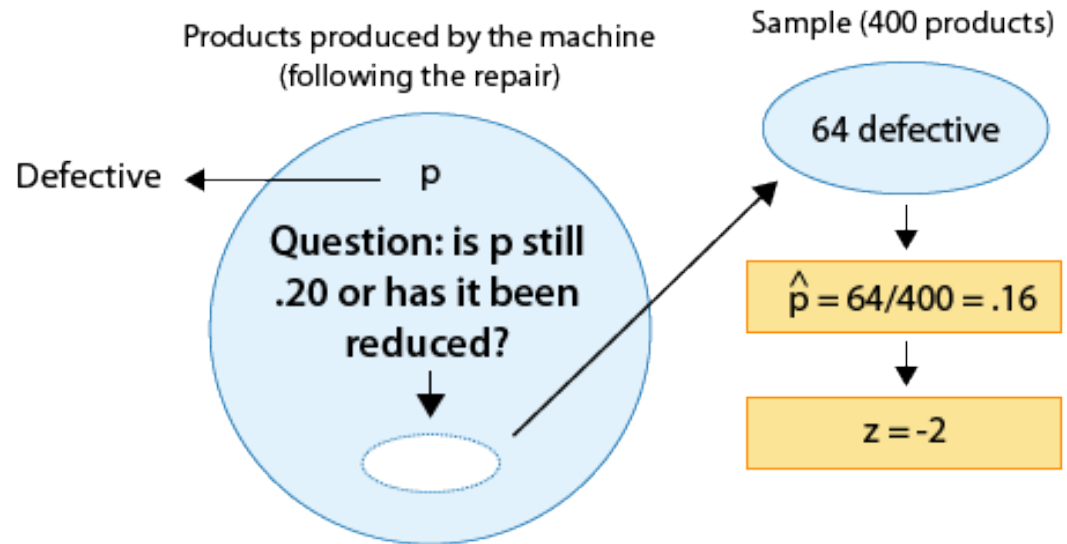 Products produced by the machine
(following the repair)
Defective
p
Question: is p still
.20 or has it been
reduced?
Sample (400 products)
64 defective
p̂ = 64/400 = .16
z = -2